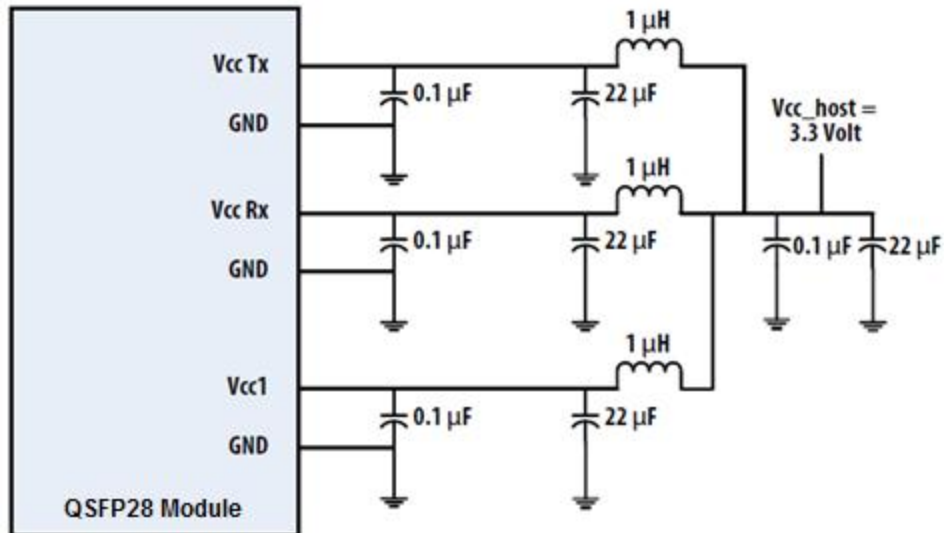 1 μH
Vcc Tx
0.1 μF
22 μF
GND
Vcc_host =
3.3 Volt
1 μH
Vcc Rx
0.1 μF
22 μF
0.1 μF
22 μF
GND
1 μH
Vcc1
0.1 μF
22 μF
GND
QSFP28 Module